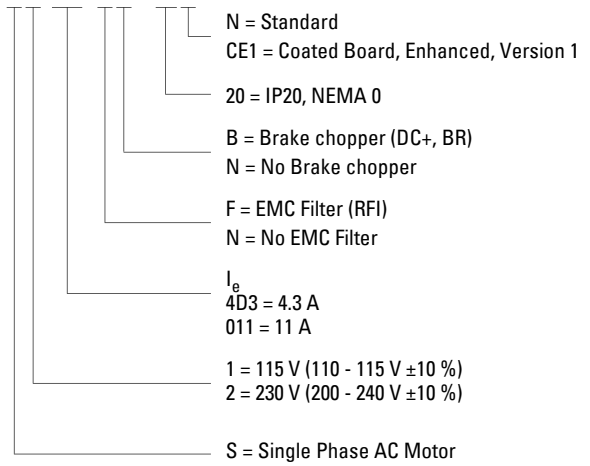 N = Standard
CE1 = Coated Board, Enhanced, Version 1
20 = IP20, NEMA 0
B = Brake chopper (DC+, BR)
N = No Brake chopper
F = EMC Filter (RFI)
N = No EMC Filter
Ie
4D3 = 4.3 A
011 = 11 A
1 = 115 V (110 - 115 V ±10 %)
2 = 230 V (200 - 240 V ±10 %)
S = Single Phase AC Motor